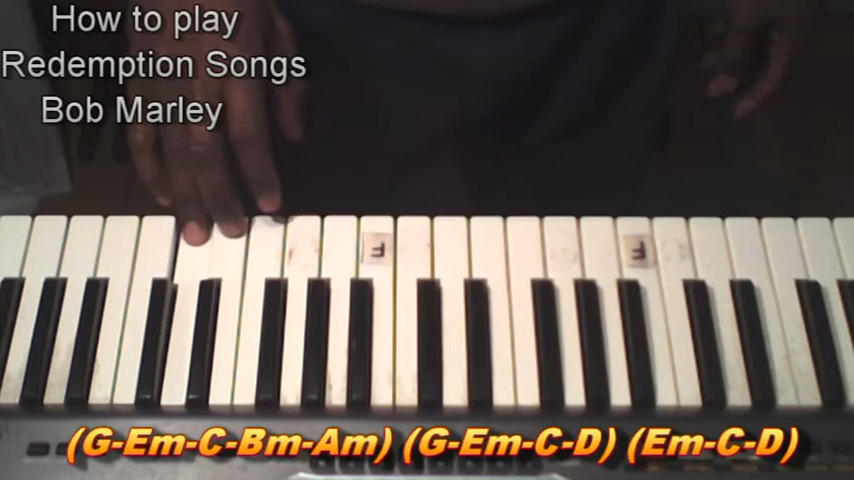 How to play
Redemption Songs
Bob Marley
F
F
(G-Em-C-Bm-Am) (G-Em-C-D) (Em-C-D)